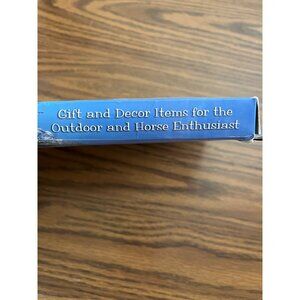 Gift and Decor Items for the
Outdoor and Horse Enthusiast